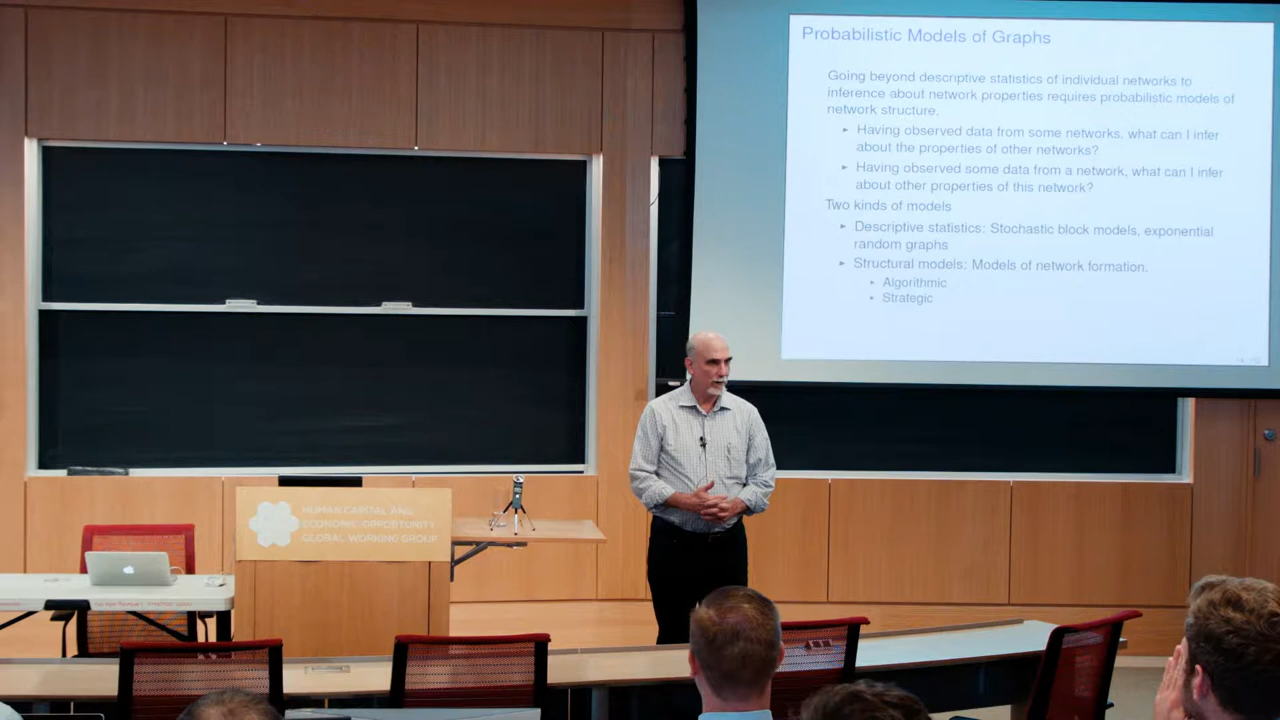 Probabilistic Models of Graphs
Going beyond descriptive statistics of individual networks to
inference about network properties requires probabilistic models of
network structure.
Having observed data from some networks, what can I infer
about the properties of other networks?
Having observed some data from a network, what can I infer
about other properties of this network?
Two kinds of models
Descriptive statistics: Stochastic block models, exponential
random graphs
Structural models: Models of network formation.
Algorithmic
Strategic
HUMAN CAPITAL AND
ECONOMIC OPPORTUNITY
GLOBAL WORKING GROUP